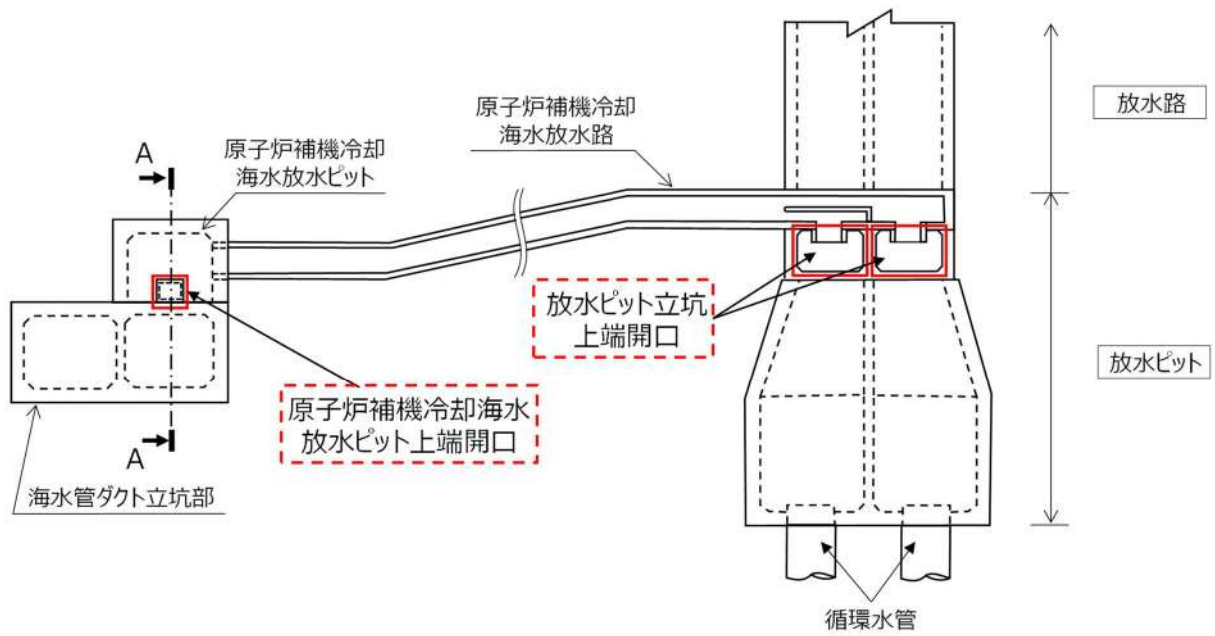 原子炉補機冷却
海水放水路
放水路
A
原子炉補機冷却
海水放水ピット
放水ピット立坑
上端開口
放水ピット
原子炉補機冷却海水
放水ピット上端開口
A
海水管ダクト立坑部
循環水管